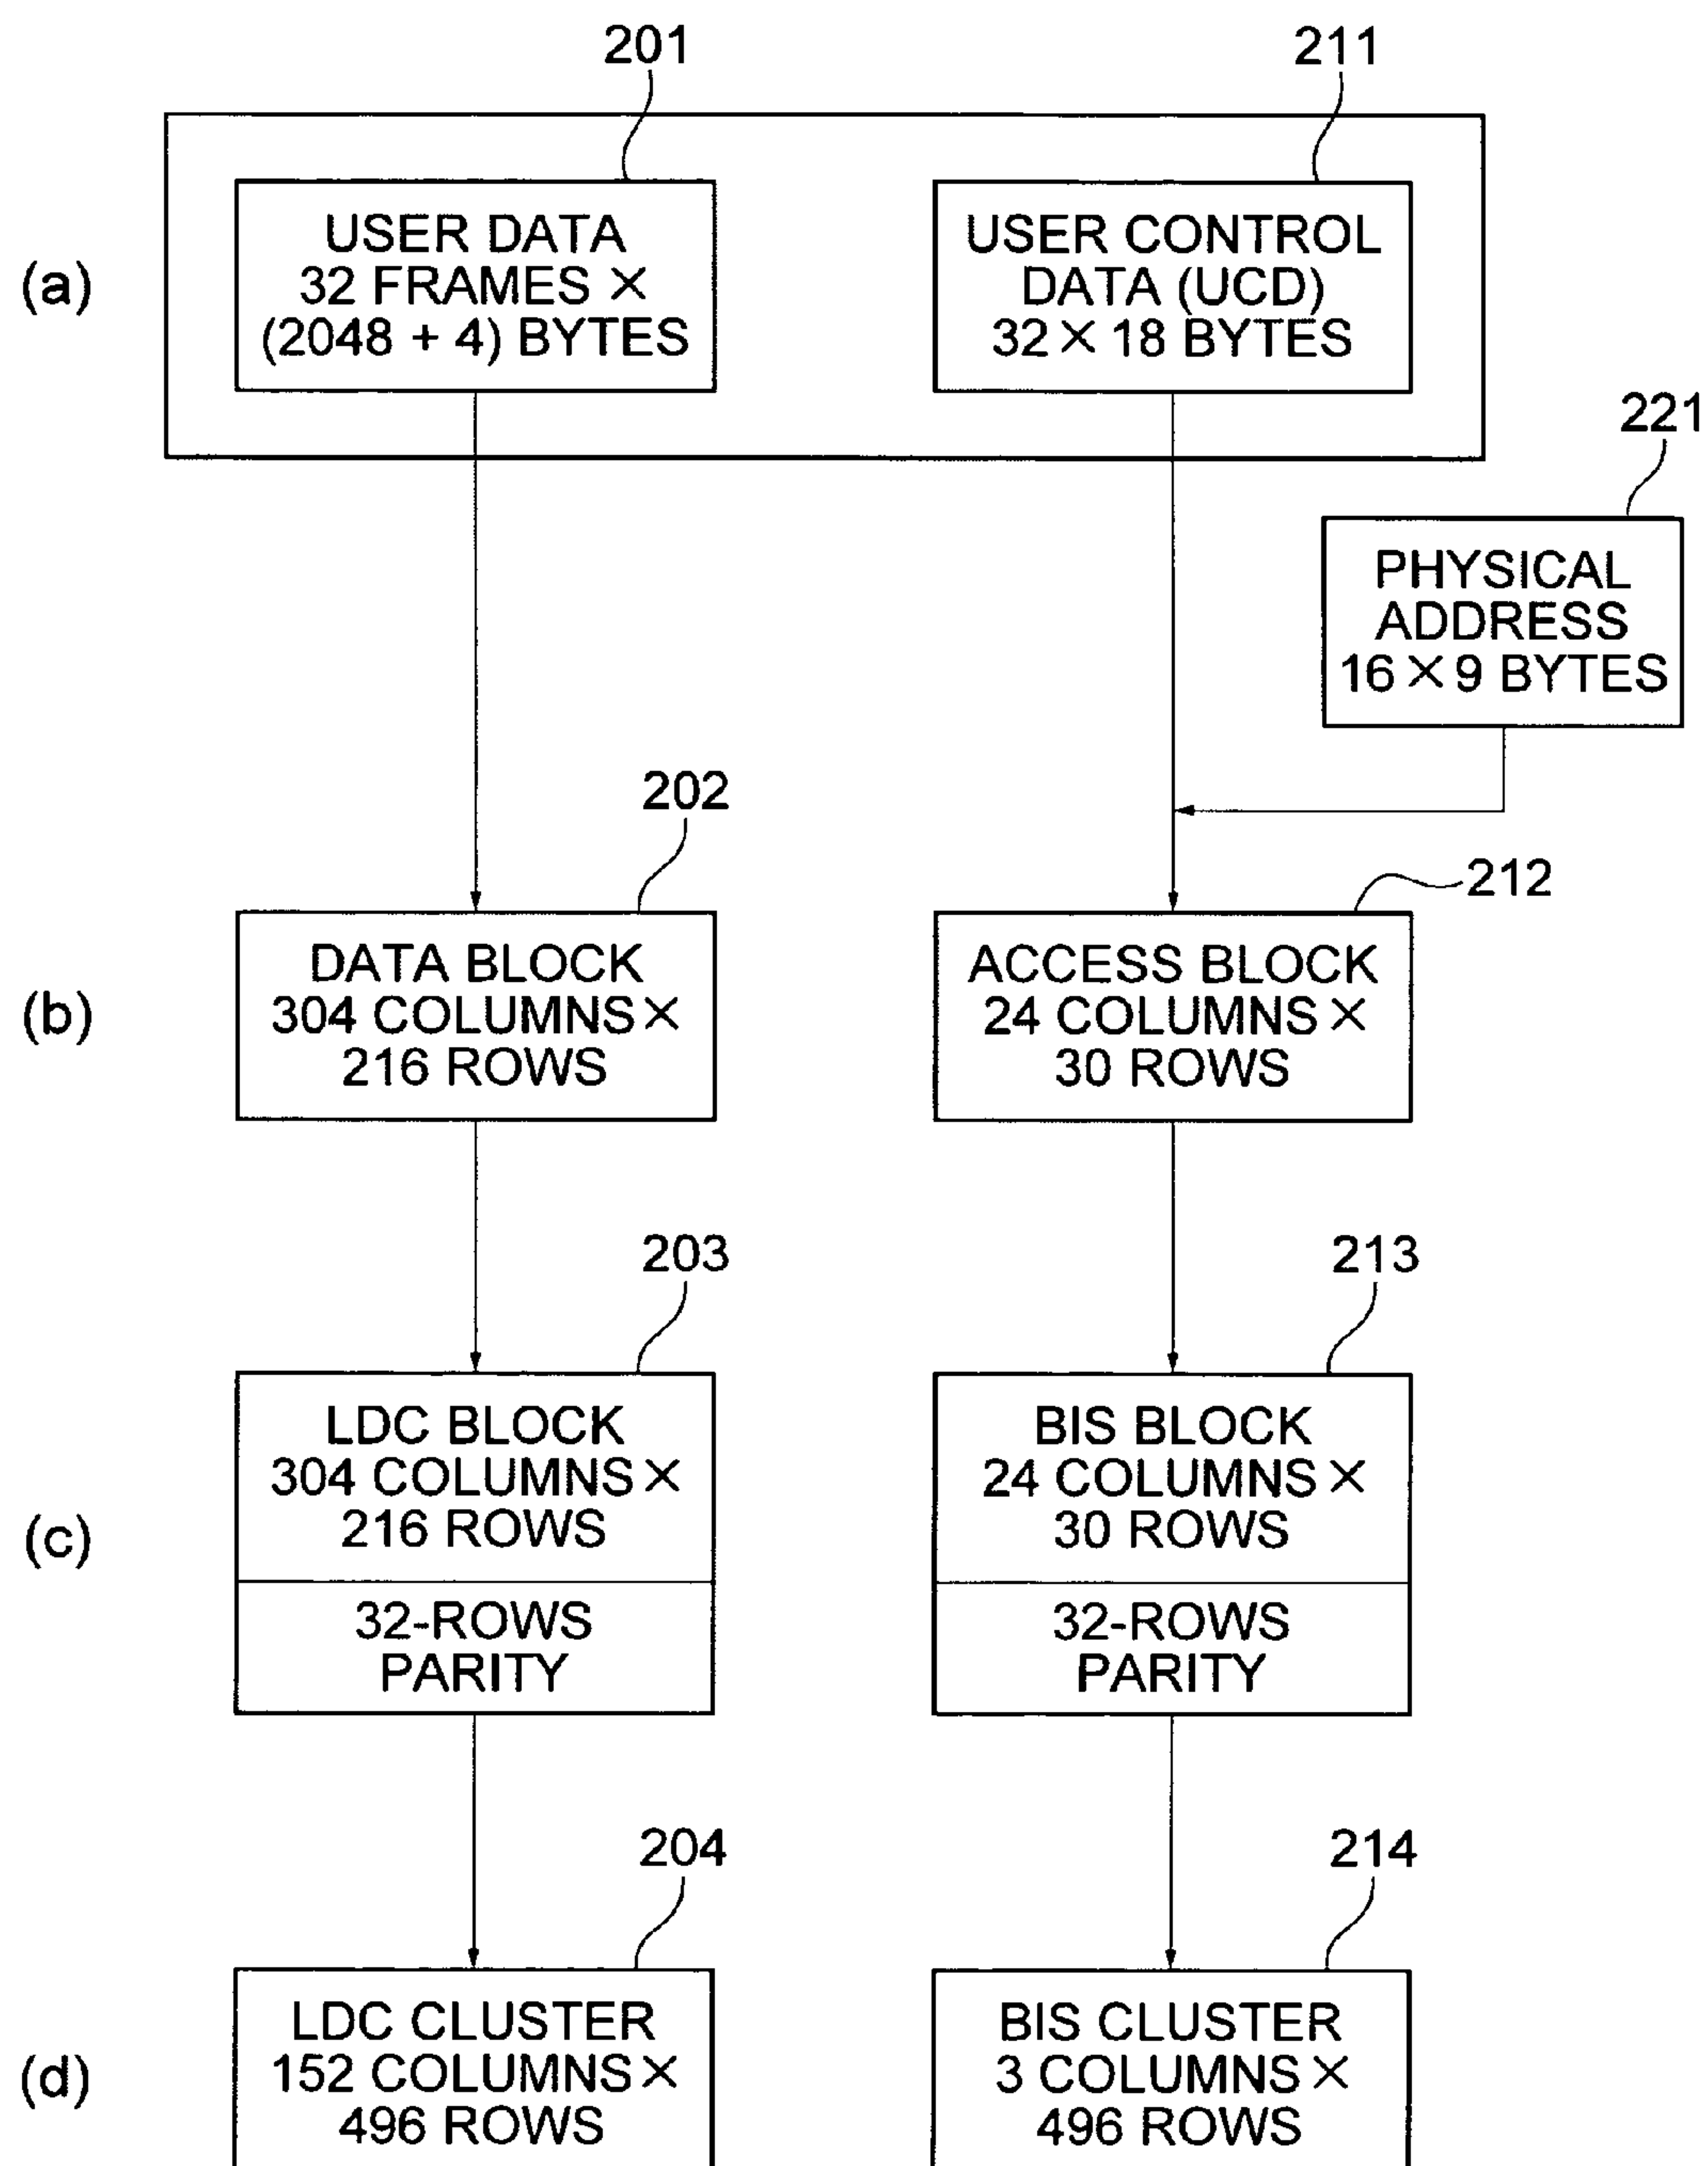 201
211
(a)
USER DATA
32 FRAMES ×
(2048 + 4) BYTES
USER CONTROL
DATA (UCD)
32 × 18 BYTES
221
PHYSICAL
ADDRESS
16 × 9 BYTES
202
212
(b)
DATA BLOCK
304 COLUMNS ×
216 ROWS
ACCESS BLOCK
24 COLUMNS ×
30 ROWS
203
213
(c)
LDC BLOCK
304 COLUMNS ×
216 ROWS
32-ROWS
PARITY
BIS BLOCK
24 COLUMNS ×
30 ROWS
32-ROWS
PARITY
204
214
(d)
LDC CLUSTER
152 COLUMNS ×
496 ROWS
BIS CLUSTER
3 COLUMNS ×
496 ROWS